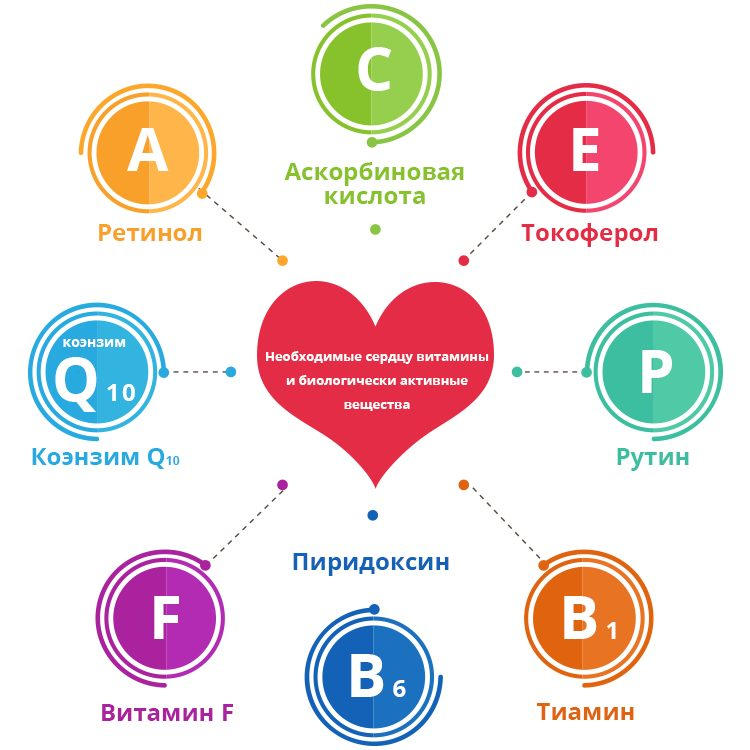 C
Аскорбиновая
кислота
A
Ретинол
E
Токоферол
коэнзим
Q 10
Коэнзим Q10
Необходимые сердцу витамины
и биологически активные
вещества
P
Рутин
F
Витамин F
Пиридоксин
B 6
B 1
Тиамин